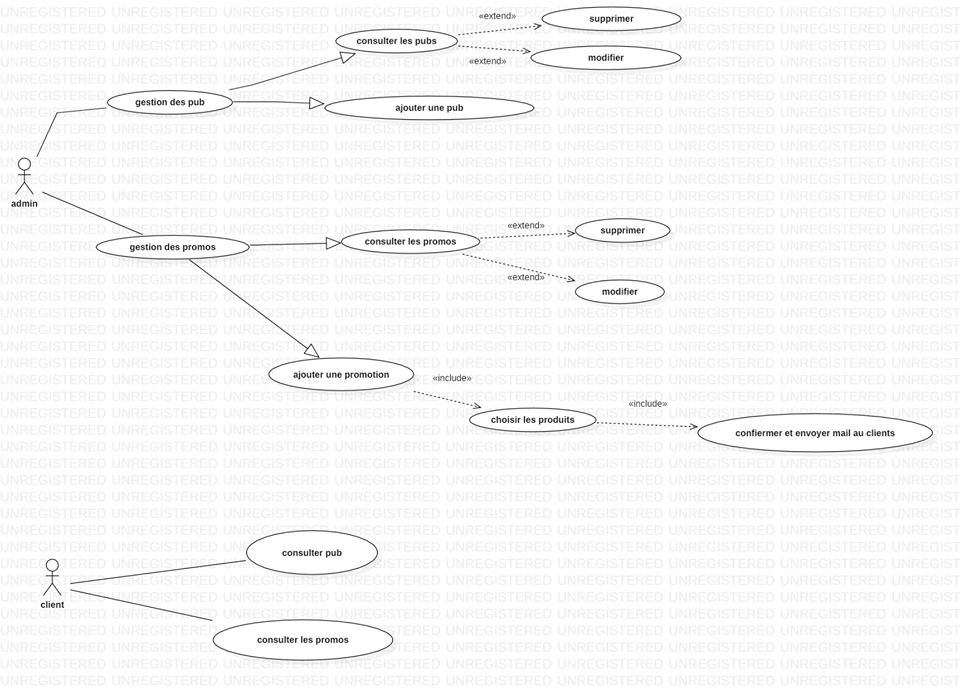 «extend»
supprimer
consulter les pubs
«extend»
modifier
gestion des pub
ajouter une pub
admin
gestion des promos
consulter les promos
«extend»
supprimer
«extend»
modifier
ajouter une promotion
«include»
choisir les produits
«include»
confiermer et envoyer mail au clients
consulter pub
client
consulter les promos
UNREGISTERED